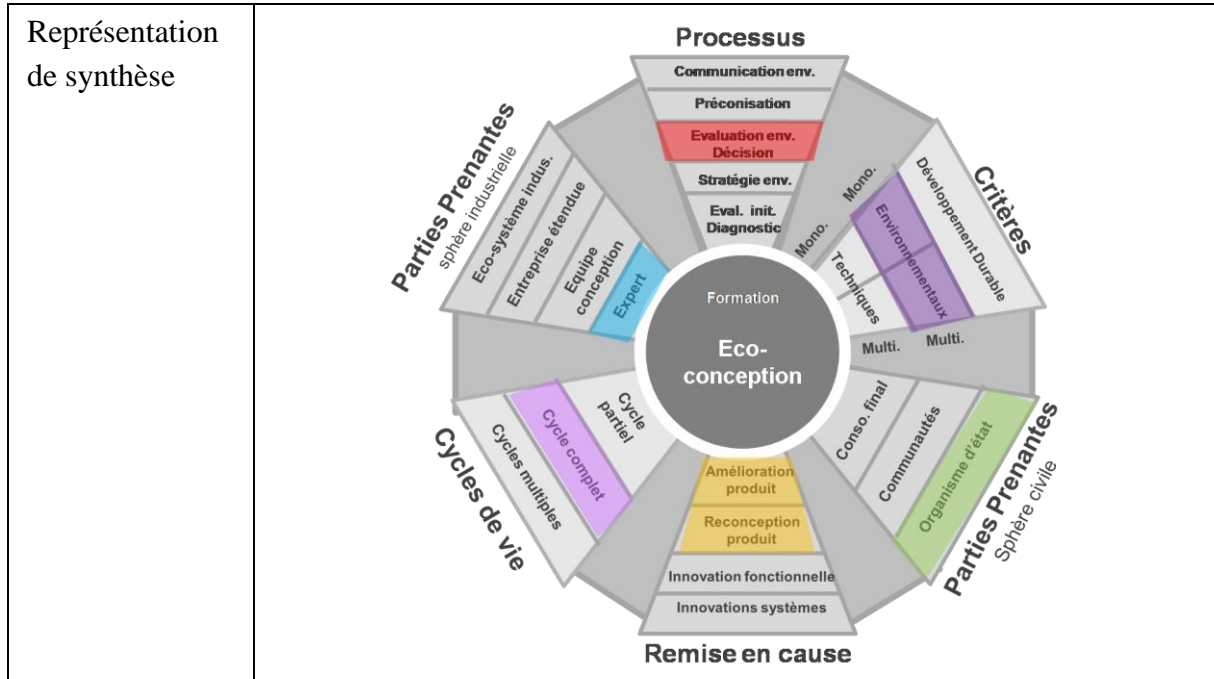 Représentation
de synthèse
Processus
Communication env.
Préconisation
Evaluation env.
Décision
Stratégie env.
Eval. init.
Diagnostic
Parties Prenantes
sphère industrielle
Eco-système indus.
Entreprise étendue
Equipe
conception
Expert
Critères
Développement Durable
Environnementaux
Techniques
Mono.
Mono.
Multi.
Multi.
Formation
Eco-
conception
Cycles de vie
Cycles multiples
Cycle complet
Cycle
partiel
Parties Prenantes
Sphère civile
Organisme d'état
Communautés
Conso. final
Amélioration
produit
Reconception
produit
Innovation fonctionnelle
Innovations systèmes
Remise en cause